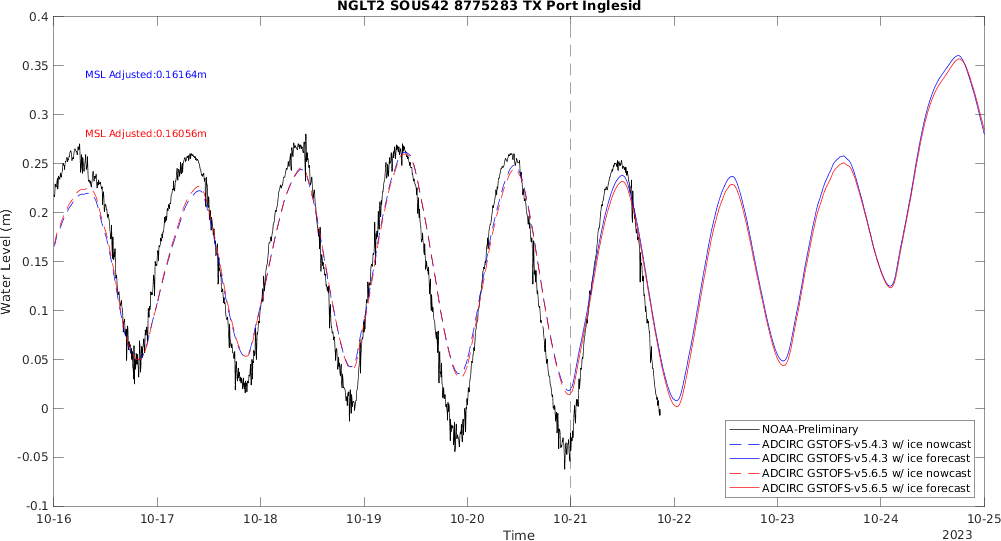 NGLT2 SOUS42 8775283 TX Port Inglesid
0.4
0.35
0.3
0.25
0.2
0.15
0.1
0.05
0
-0.05
-0.1
Water Level (m)
MSL Adjusted:0.16164m
MSL Adjusted:0.16056m
NOAA-Preliminary
ADCIRC GSTOFS-v5.4.3 w/ ice nowcast
ADCIRC GSTOFS-v5.4.3 w/ ice forecast
ADCIRC GSTOFS-v5.6.5 w/ ice nowcast
ADCIRC GSTOFS-v5.6.5 w/ ice forecast
10-16 10-17 10-18 10-19 10-20 10-21 10-22 10-23 10-24 10-25
Time
2023